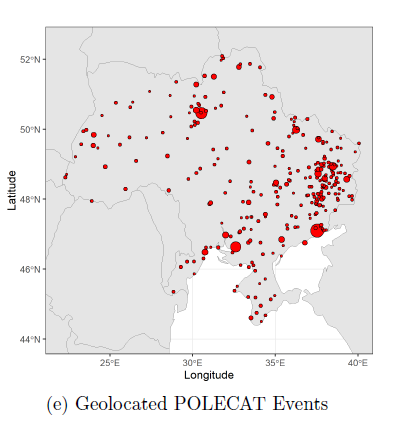 52°N
50°N
48°N
46°N
44°N
Latitude
25°E 30°E 35°E 40°E
Longitude
(e) Geolocated POLECAT Events